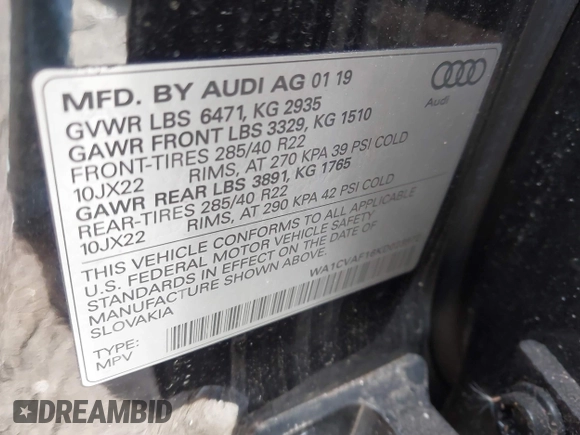 MFD. BY AUDI AG 01 19
GVWR LBS 6471, KG 2935
GAWR FRONT LBS 3329, KG 1510
FRONT-TIRES 285/40 R22
10JX22 RIMS, AT 270 KPA 39 PSI COLD
GAWR REAR LBS 3891, KG 1765
REAR-TIRES 285/40 R22
10JX22 RIMS, AT 290 KPA 42 PSI COLD
THIS VEHICLE CONFORMS TO ALL APPLICABLE
U.S. FEDERAL MOTOR VEHICLE SAFETY
STANDARDS IN EFFECT ON THE DATE OF
MANUFACTURE SHOWN ABOVE.
SLOVAKIA
TYPE:
MPV
Audi
DREAMBID